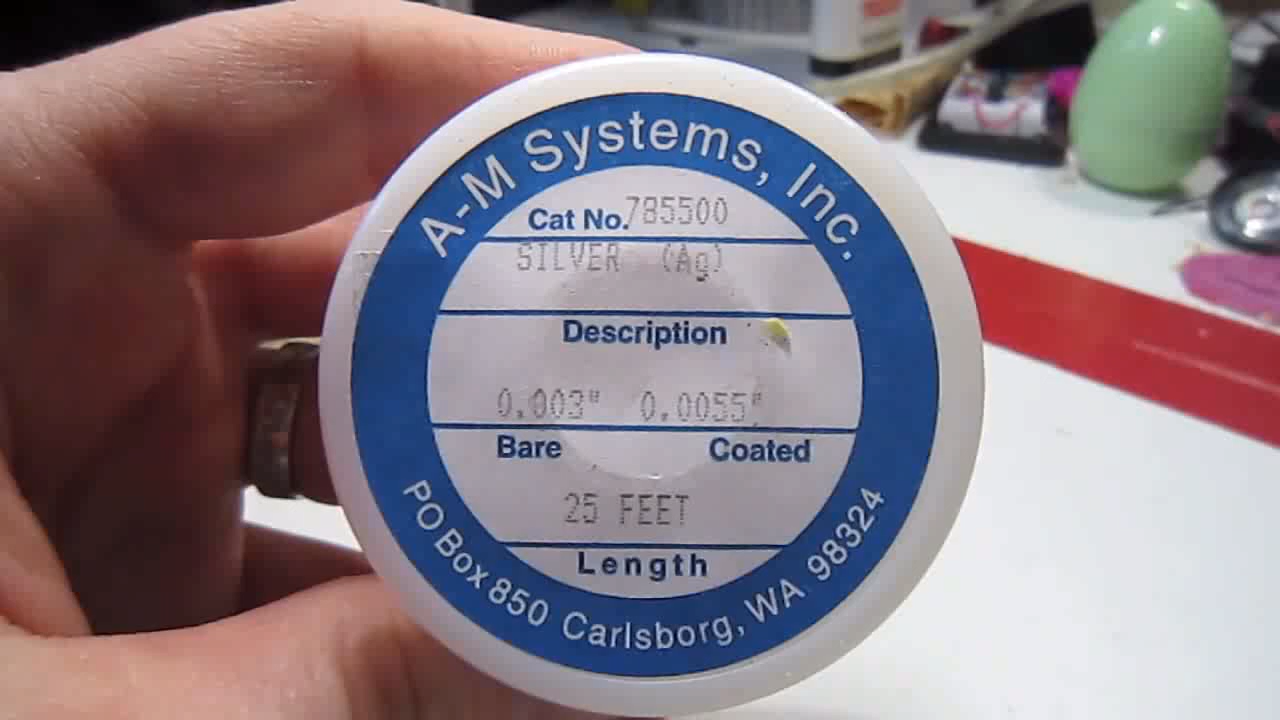 A-M Systems, Inc.
Cat No. 785500
SILVER (Ag)
Description
0.003" 0.0055"
Bare Coated
25 FEET
Length
PO Box 850 Carlsborg, WA 98324